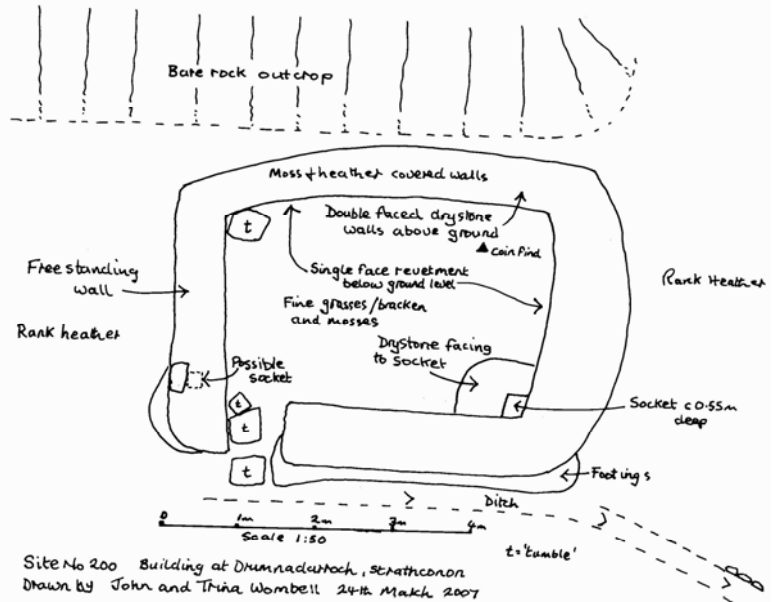 Bare rock outcrop
Moss + heather covered walls
Double faced drystone
walls above ground
▲ coin find
Free standing
wall
Single face revetment
below ground level
Fine grasses/bracken
and mosses
Rank Heather
Rank heather
Drystone facing
to socket
Possible
socket
Socket c 0.55m
deep
t
t
t
t
Footings
Ditch
0 1m 2m 3m 4m
Scale 1:50
t = 'tumble'
Site No 200 Building at Drumnadarroch, Strathconon
Drawn by John and Trina Wombell 24th March 2007